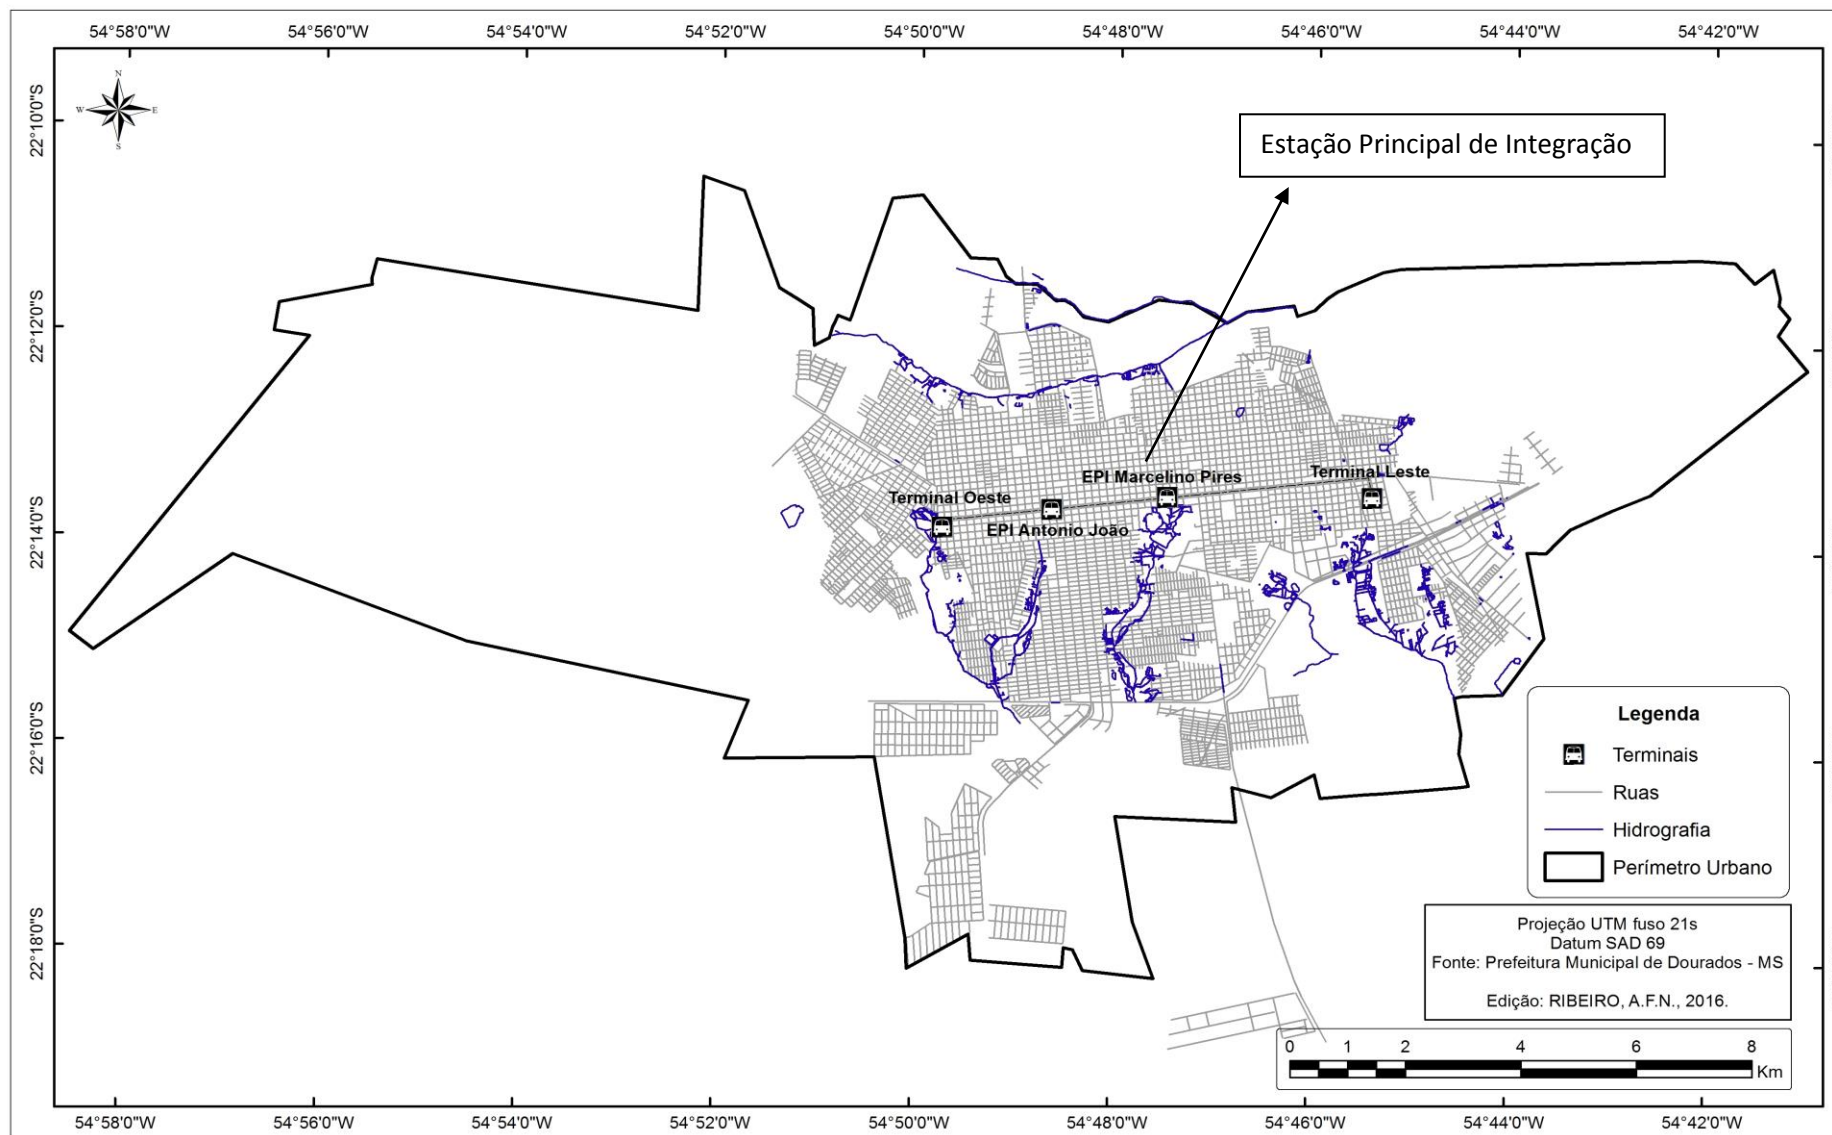 54°58'0"W 54°56'0"W 54°54'0"W 54°52'0"W 54°50'0"W 54°48'0"W 54°46'0"W 54°44'0"W 54°42'0"W
N
W E
S
22°10'0"S
22°12'0"S
22°14'0"S
22°16'0"S
22°18'0"S
Estação Principal de Integração
EPI Marcelino Pires
Terminal Leste
Terminal Oeste
EPI Antonio João
Legenda
Terminais
Ruas
Hidrografia
Perímetro Urbano
Projeção UTM fuso 21s
Datum SAD 69
Fonte: Prefeitura Municipal de Dourados - MS
Edição: RIBEIRO, A.F.N., 2016.
0 1 2 4 6 8
Km
54°58'0"W 54°56'0"W 54°54'0"W 54°52'0"W 54°50'0"W 54°48'0"W 54°46'0"W 54°44'0"W 54°42'0"W